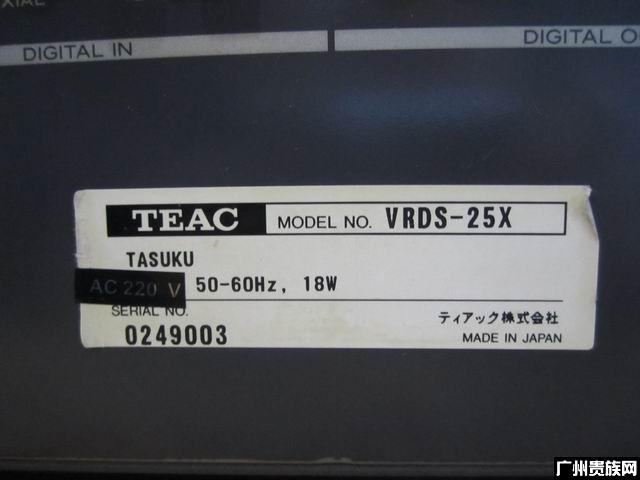 XIAL
DIGITAL IN
DIGITAL O
TEAC MODEL NO. VRDS-25X
TASUKU
AC 220 V 50-60Hz, 18W
SERIAL NO.
0249003
ティアック株式会社
MADE IN JAPAN
广州贵族网